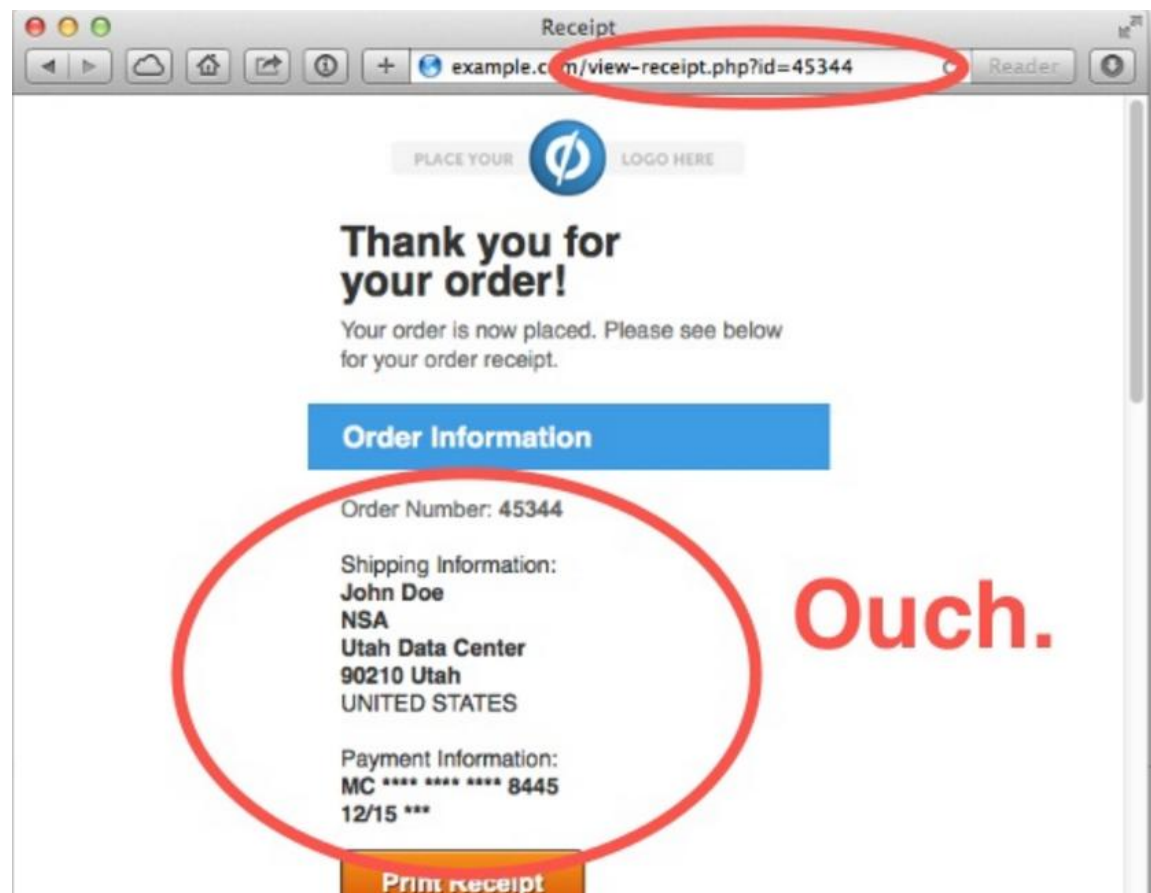 Receipt
example.com/view-receipt.php?id=45344
Reader
PLACE YOUR LOGO HERE
Thank you for
your order!
Your order is now placed. Please see below
for your order receipt.
Order Information
Order Number: 45344
Shipping Information:
John Doe
NSA
Utah Data Center
90210 Utah
UNITED STATES
Ouch.
Payment Information:
MC **** **** **** 8445
12/15 ***
Print Receipt